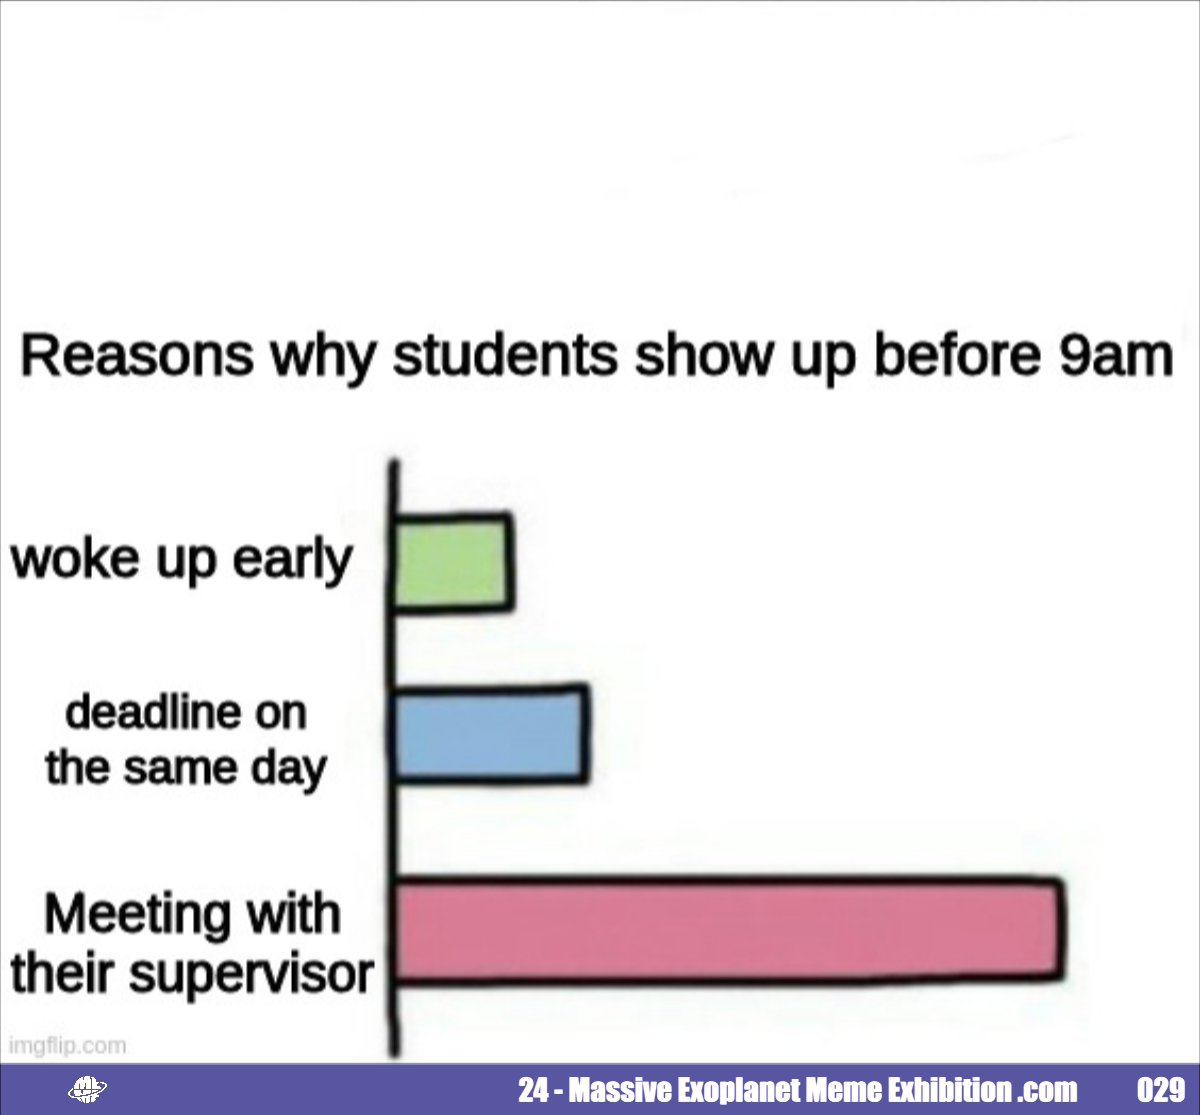 Reasons why students show up before 9am
woke up early
deadline on
the same day
Meeting with
their supervisor
imgflip.com
24 - Massive Exoplanet Meme Exhibition .com
029